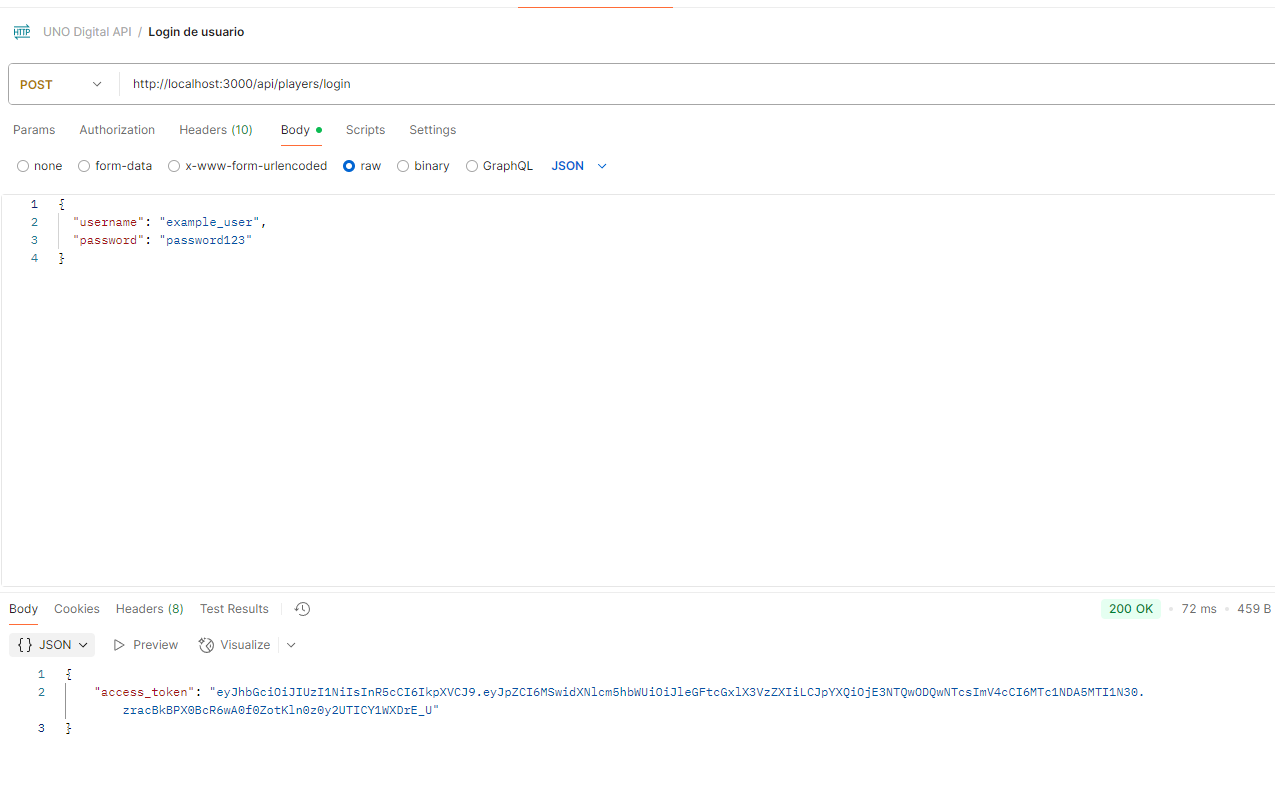 HTTP UNO Digital API / Login de usuario
POST http://localhost:3000/api/players/login
Params Authorization Headers (10) Body Scripts Settings
none form-data x-www-form-urlencoded raw binary GraphQL JSON
1 {
2 "username": "example_user",
3 "password": "password123"
4 }
Body Cookies Headers (8) Test Results 200 OK • 72 ms • 459 B
{} JSON Preview Visualize
1 {
2 "access_token": "eyJhbGciOiJIUzI1NiIsInR5cCI6IkpXVCJ9.eyJpZCI6MSwidXNlcm5hbWUiOiJleGFtcGxlX3VzZXIiLCJpYXQiOjE3NTQwODQwNTcsImV4cCI6MTc1NDA5MTI1N30.
zracBkBPX0BcR6wA0f0ZotKln0z0y2UTICY1WXDrE_U"
3 }